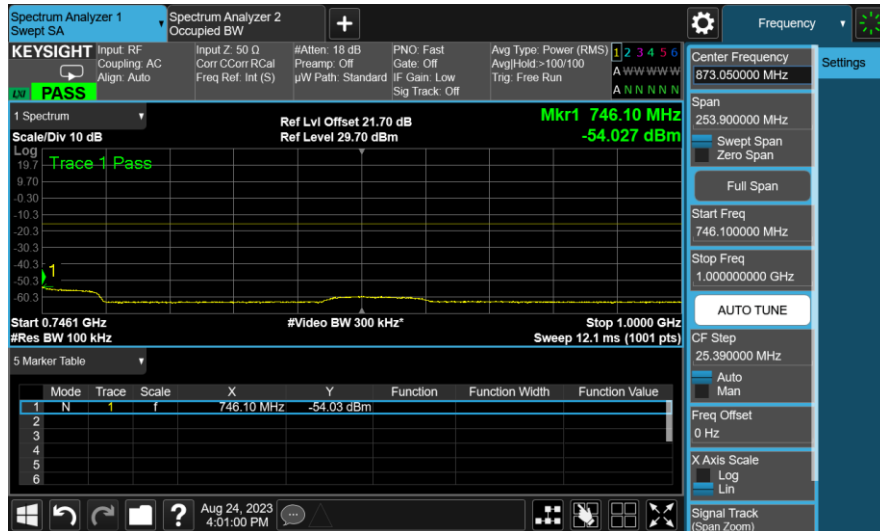 Spectrum Analyzer 1
Swept SA
Spectrum Analyzer 2
Occupied BW
Frequency
KEYSIGHT
Input: RF
Coupling: AC
Align: Auto
Input Z: 50 Ω
Corr CCorr RCal
Freq Ref: Int (S)
#Atten: 18 dB
Preamp: Off
µW Path: Standard
PNO: Fast
Gate: Off
IF Gain: Low
Sig Track: Off
Avg Type: Power (RMS)
Avg|Hold:>100/100
Trig: Free Run
1 2 3 4 5 6
A W W W W W
A N N N N N
LXI PASS
1 Spectrum
Scale/Div 10 dB
Ref Lvl Offset 21.70 dB
Ref Level 29.70 dBm
Mkr1 746.10 MHz
-54.027 dBm
Log
Trace 1 Pass
19.7
9.70
-0.30
-10.3
-20.3
-30.3
-40.3
-50.3
-60.3
1
Start 0.7461 GHz
#Res BW 100 kHz
#Video BW 300 kHz*
Stop 1.0000 GHz
Sweep 12.1 ms (1001 pts)
5 Marker Table
Mode Trace Scale X Y Function Function Width Function Value
1 N 1 f 746.10 MHz -54.03 dBm
2
3
4
5
6
Aug 24, 2023
4:01:00 PM
Center Frequency
873.050000 MHz
Span
253.900000 MHz
Swept Span
Zero Span
Full Span
Start Freq
746.100000 MHz
Stop Freq
1.000000000 GHz
AUTO TUNE
CF Step
25.390000 MHz
Auto
Man
Freq Offset
0 Hz
X Axis Scale
Log
Lin
Signal Track
(Span Zoom)
Settings